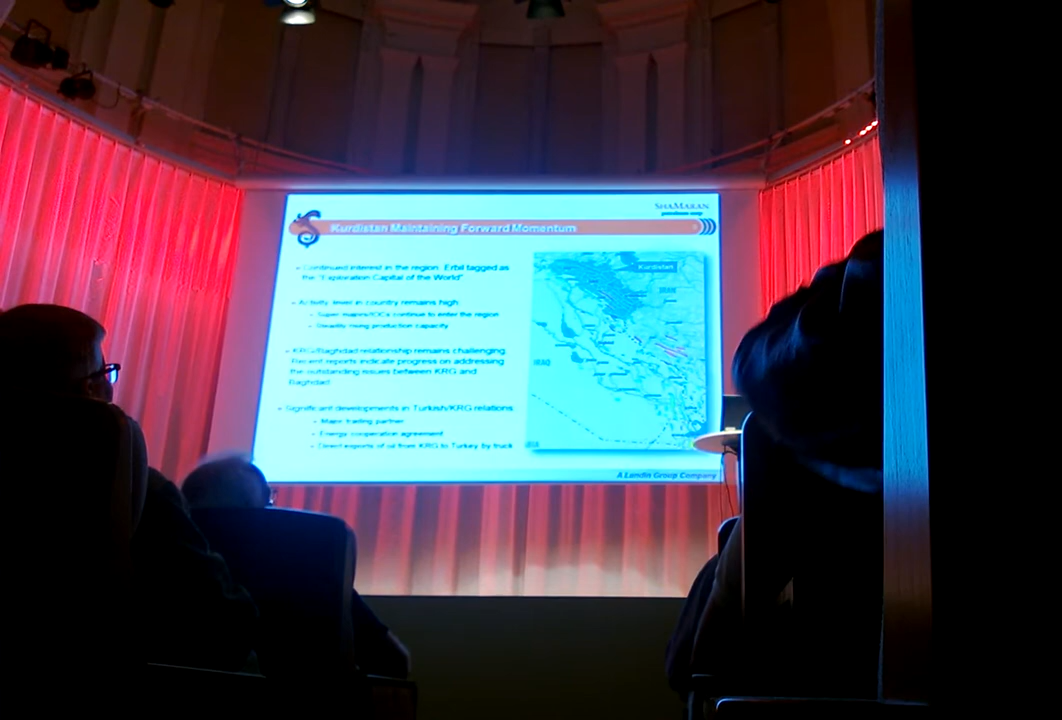 SHAMARAN
petroleum corp
Kurdistan Maintaining Forward Momentum
• Continued interest in the region. Erbil tagged as
the "Exploration Capital of the World"
• Activity level in country remains high:
• Super majors/IOCs continue to enter the region
• Steadily rising production capacity
• KRG/Baghdad relationship remains challenging.
Recent reports indicate progress on addressing
the outstanding issues between KRG and
Baghdad.
• Significant developments in Turkish/KRG relations:
• Major trading partner
• Energy cooperation agreement
• Direct exports of oil from KRG to Turkey by truck
Kurdistan
IRAN
IRAQ
A Lundin Group Company